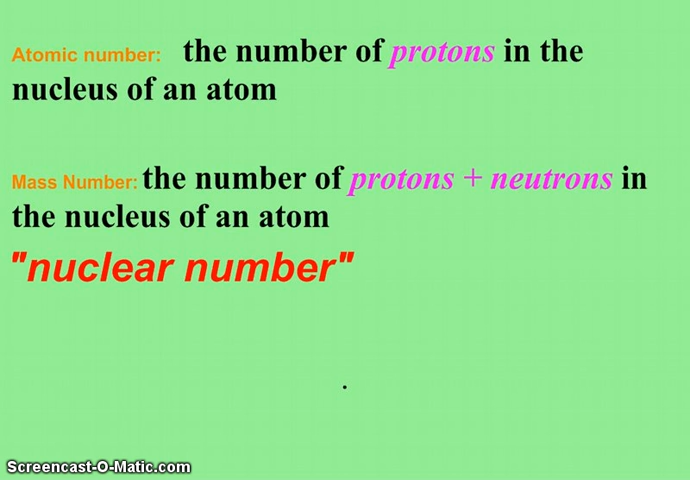 Atomic number: the number of protons in the
nucleus of an atom
Mass Number: the number of protons + neutrons in
the nucleus of an atom
"nuclear number"
.
Screencast-O-Matic.com